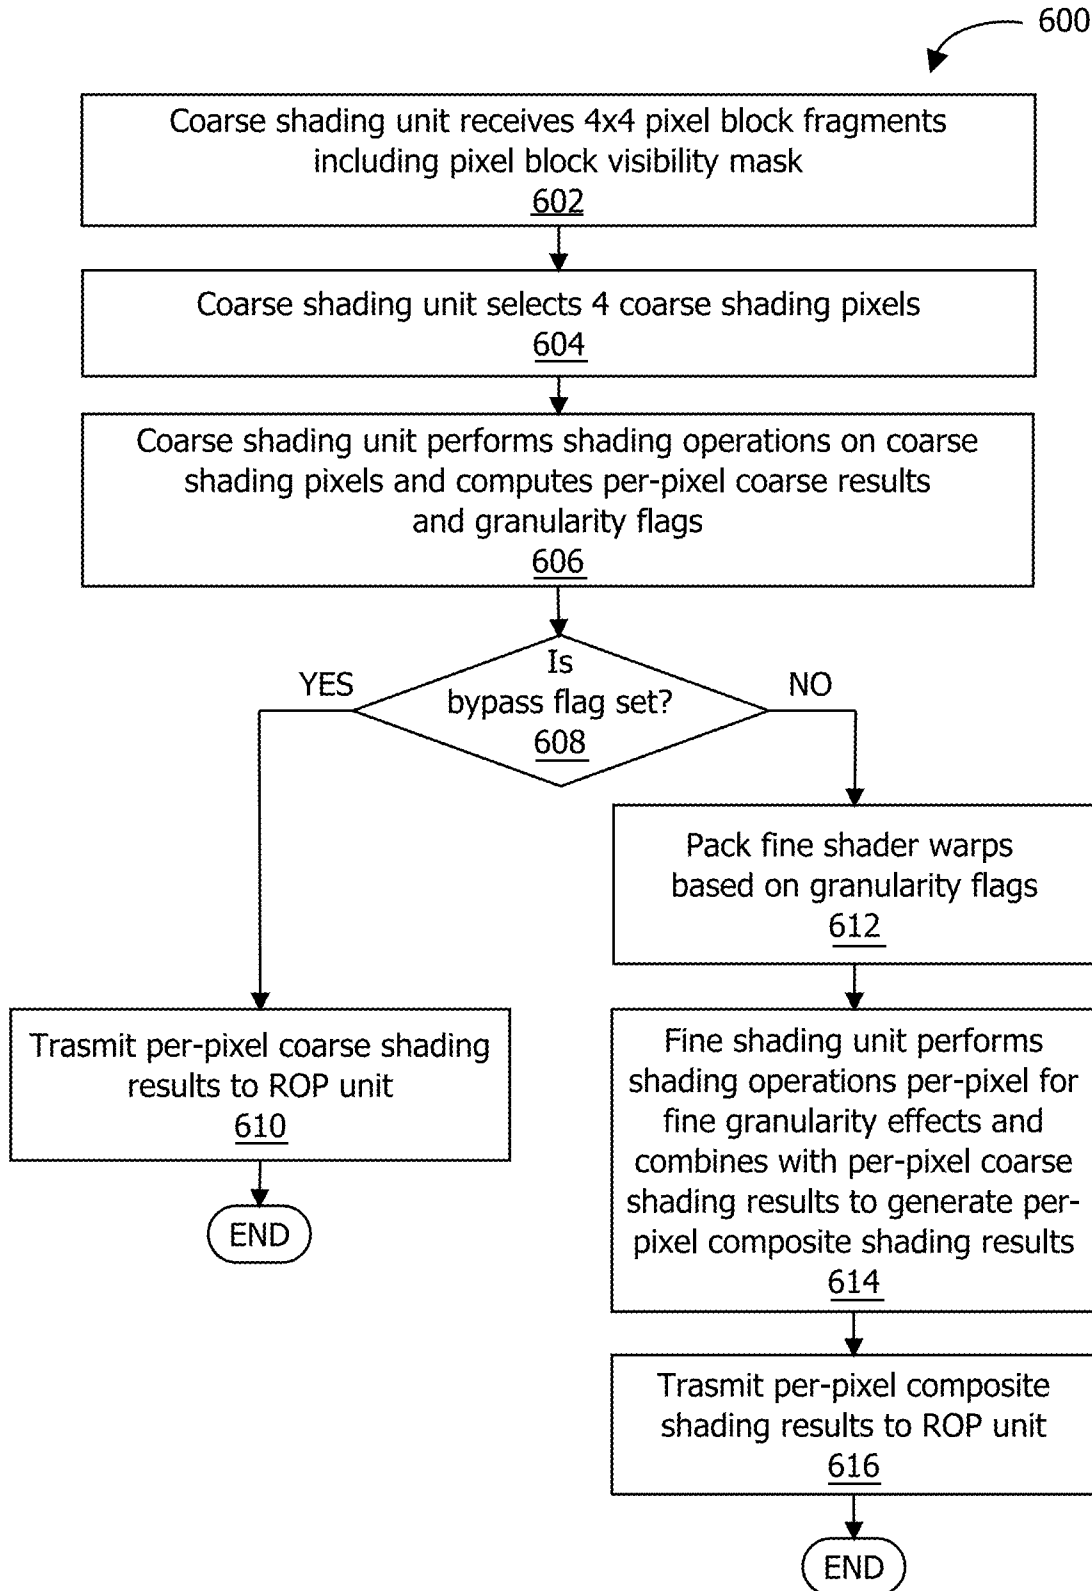 600
Coarse shading unit receives 4x4 pixel block fragments
including pixel block visibility mask
602
Coarse shading unit selects 4 coarse shading pixels
604
Coarse shading unit performs shading operations on coarse
shading pixels and computes per-pixel coarse results
and granularity flags
606
Is
bypass flag set?
608
YES
NO
Pack fine shader warps
based on granularity flags
612
Trasmit per-pixel coarse shading
results to ROP unit
610
END
Fine shading unit performs
shading operations per-pixel for
fine granularity effects and
combines with per-pixel coarse
shading results to generate per-
pixel composite shading results
614
Trasmit per-pixel composite
shading results to ROP unit
616
END